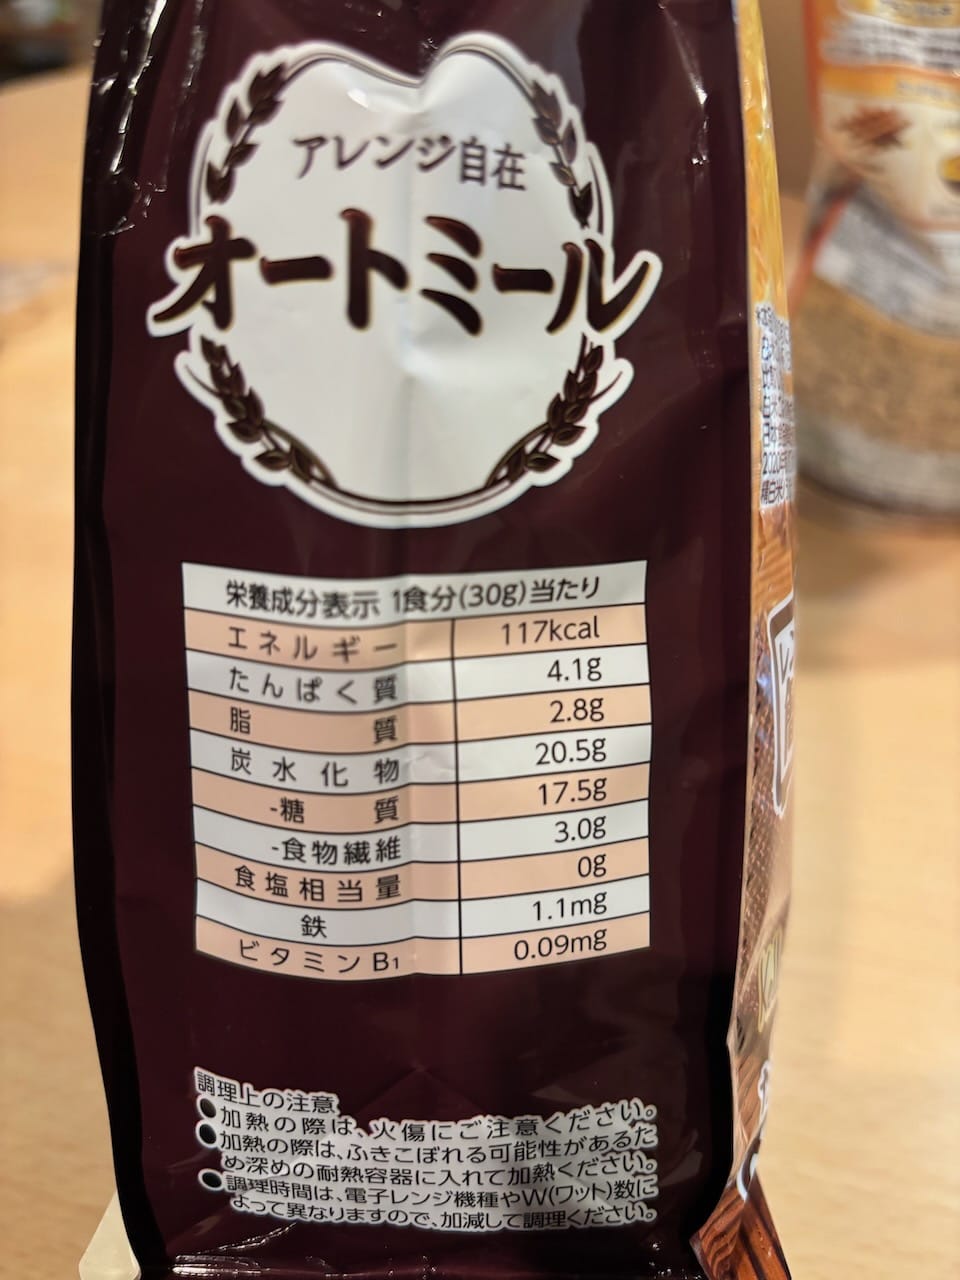 アレンジ自在
オートミール
栄養成分表示 1食分(30g)当たり
エネルギー 117kcal
たんぱく質 4.1g
脂質 2.8g
炭水化物 20.5g
-糖質 17.5g
-食物繊維 3.0g
食塩相当量 0g
鉄 1.1mg
ビタミンB₁ 0.09mg
調理上の注意
●加熱の際は、火傷にご注意ください。
●加熱の際は、ふきこぼれる可能性があるた
め深めの耐熱容器に入れて加熱ください。
●調理時間は、電子レンジ機種やW(ワット)数に
よって異なりますので、加減して調理ください。